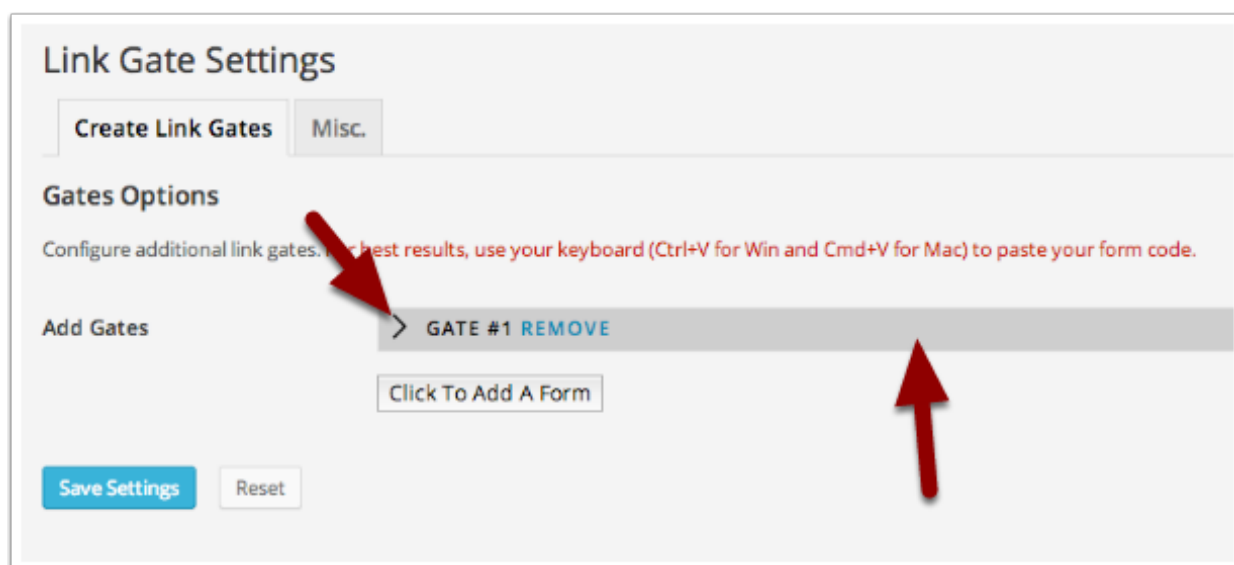 Link Gate Settings
Create Link Gates Misc.
Gates Options
Configure additional link gates. best results, use your keyboard (Ctrl+V for Win and Cmd+V for Mac) to paste your form code.
Add Gates GATE #1 REMOVE
Click To Add A Form
Save Settings Reset